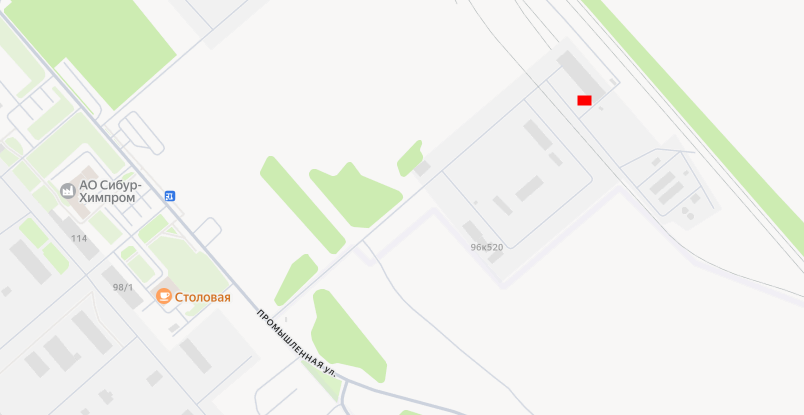 АО Сибур-
Химпром
114
98/1
Столовая
ПРОМЫШЛЕННАЯ ул.
96к520